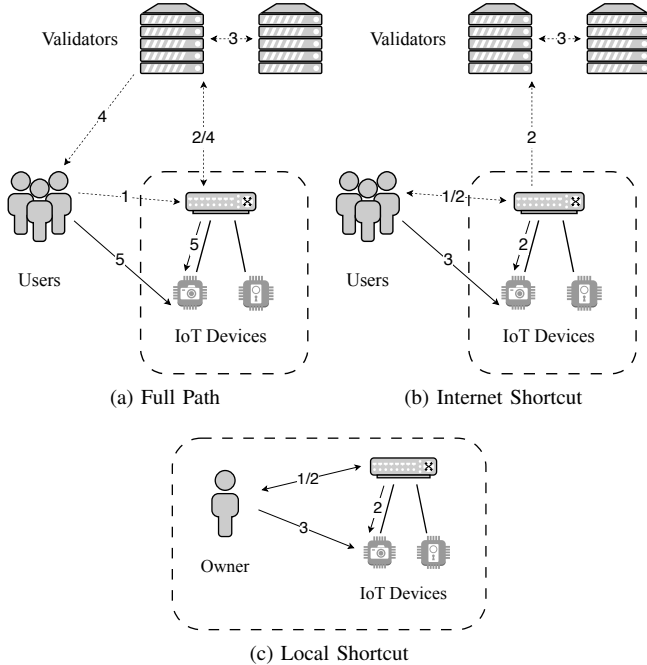 Validators
3
4
2/4
1
5
5
Users
IoT Devices
(a) Full Path
Validators
3
2
1/2
2
3
Users
IoT Devices
(b) Internet Shortcut
1/2
2
3
Owner
IoT Devices
(c) Local Shortcut